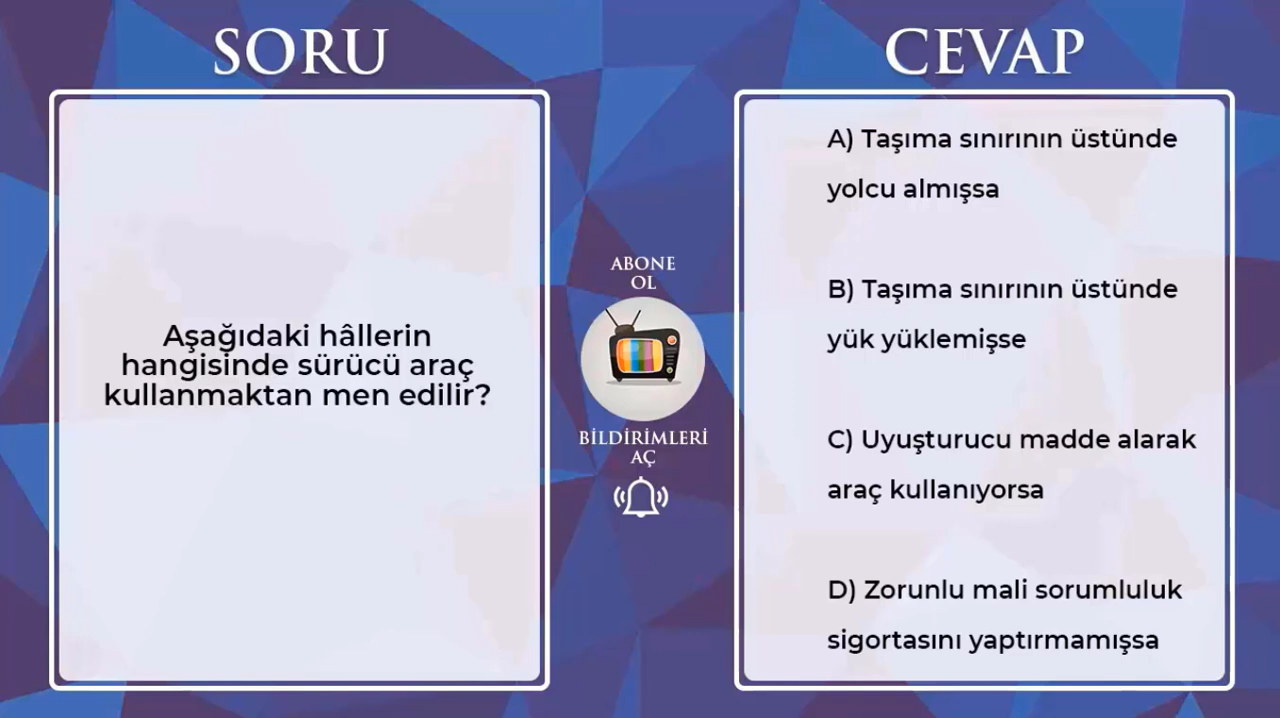 SORU
Aşağıdaki hâllerin
hangisinde sürücü araç
kullanmaktan men edilir?
ABONE
OL
BİLDİRİMLERİ
AÇ
CEVAP
A) Taşıma sınırının üstünde
yolcu almışsa
B) Taşıma sınırının üstünde
yük yüklemişse
C) Uyuşturucu madde alarak
araç kullanıyorsa
D) Zorunlu mali sorumluluk
sigortasını yaptırmamışsa